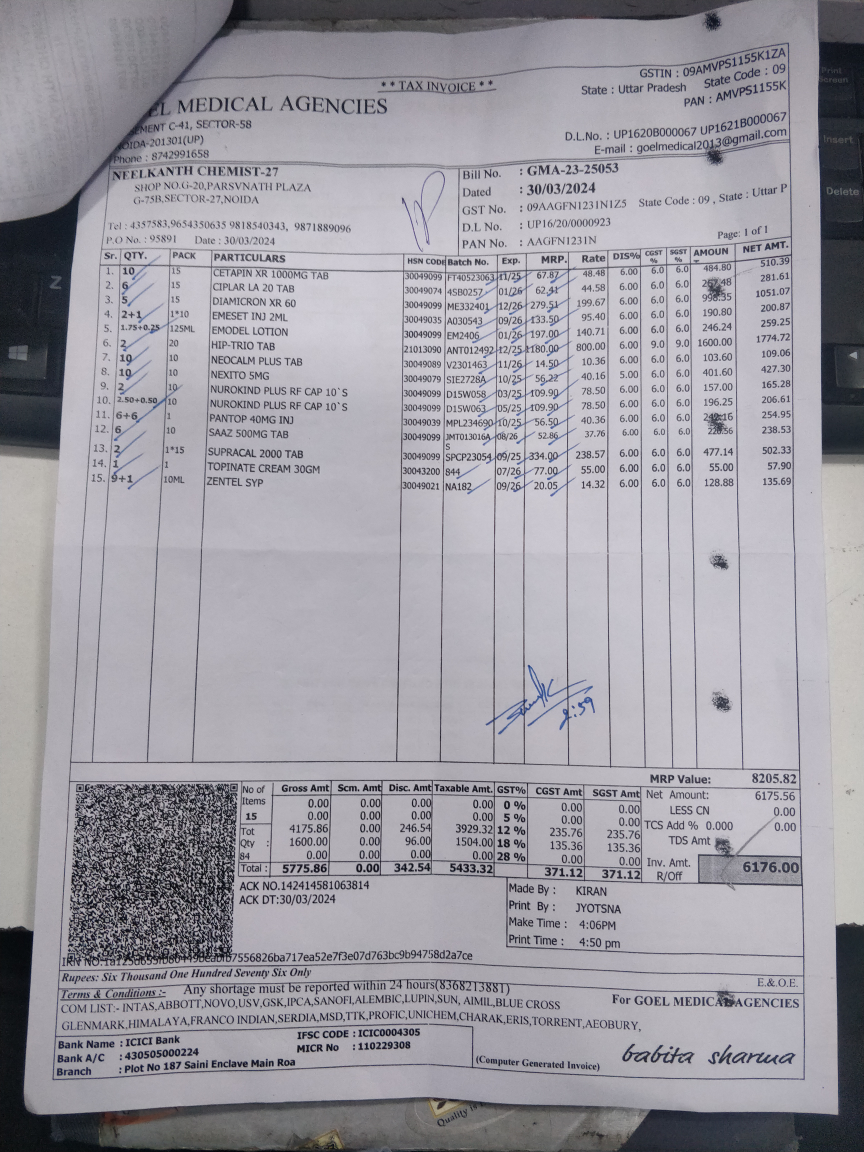 ** TAX INVOICE **
GSTIN : 09AMVPS1155K1ZA
State : Uttar Pradesh State Code : 09
PAN : AMVPS1155K
EL MEDICAL AGENCIES
EMENT C-41, SECTOR-58
OIDA-201301(UP)
Phone : 8742991658
D.L.No. : UP1620B000067 UP1621B000067
E-mail : goelmedical2013@gmail.com
NEELKANTH CHEMIST-27
SHOP NO.G-20,PARSVNATH PLAZA
G-75B,SECTOR-27,NOIDA
Tel : 4357583,9654350635 9818540343, 9871889096
P.O No. : 95891 Date : 30/03/2024
Bill No. : GMA-23-25053
Dated : 30/03/2024
GST No. : 09AAGFN1231N1Z5 State Code : 09 , State : Uttar P
D.L No. : UP16/20/0000923
PAN No. : AAGFN1231N Page: 1 of 1
Sr. QTY. PACK PARTICULARS HSN CODE Batch No. Exp. MRP. Rate DIS% CGST % SGST % AMOUN NET AMT.
1. 10 15 CETAPIN XR 1000MG TAB 30049099 FT40523063 11/25 67.87 48.48 6.00 6.0 6.0 484.80 510.39
2. 6 15 CIPLAR LA 20 TAB 30049074 4SB0257 01/26 62.41 44.58 6.00 6.0 6.0 267.48 281.61
3. 5 15 DIAMICRON XR 60 30049099 ME332401 12/26 279.51 199.67 6.00 6.0 6.0 998.35 1051.07
4. 2+1 1*10 EMESET INJ 2ML 30049035 A030543 09/26 133.50 95.40 6.00 6.0 6.0 190.80 200.87
5. 1.75+0.25 125ML EMODEL LOTION 30049099 EM2406 01/26 197.00 140.71 6.00 6.0 6.0 246.24 259.25
6. 2 20 HIP-TRIO TAB 21013090 ANT012492 12/25 1180.00 800.00 6.00 9.0 9.0 1600.00 1774.72
7. 10 10 NEOCALM PLUS TAB 30049089 V2301463 11/26 14.50 10.36 6.00 6.0 6.0 103.60 109.06
8. 10 10 NEXITO 5MG 30049079 SIE2728A 10/25 56.22 40.16 5.00 6.0 6.0 401.60 427.30
9. 2 10 NUROKIND PLUS RF CAP 10`S 30049099 D15W058 03/25 109.90 78.50 6.00 6.0 6.0 157.00 165.28
10. 2.50+0.50 10 NUROKIND PLUS RF CAP 10`S 30049099 D15W063 05/25 109.90 78.50 6.00 6.0 6.0 196.25 206.61
11. 6+6 1 PANTOP 40MG INJ 30049039 MPL234690 10/25 56.50 40.36 6.00 6.0 6.0 242.16 254.95
12. 6 10 SAAZ 500MG TAB 30049099 JMT013016A 08/26 52.86 37.76 6.00 6.0 6.0 226.56 238.53
S
13. 2 1*15 SUPRACAL 2000 TAB 30049099 SPCP23054 09/25 334.00 238.57 6.00 6.0 6.0 477.14 502.33
14. 1 1 TOPINATE CREAM 30GM 30043200 844 07/26 77.00 55.00 6.00 6.0 6.0 55.00 57.90
15. 9+1 10ML ZENTEL SYP 30049021 NA182 09/26 20.05 14.32 6.00 6.0 6.0 128.88 135.69
2:59
MRP Value: 8205.82
No of Items 15 Tot Qty : 84
Gross Amt Scm. Amt Disc. Amt Taxable Amt. GST% CGST Amt SGST Amt
0.00 0.00 0.00 0.00 0 % 0.00 0.00
0.00 0.00 0.00 0.00 5 % 0.00 0.00
4175.86 0.00 246.54 3929.32 12 % 235.76 235.76
1600.00 0.00 96.00 1504.00 18 % 135.36 135.36
0.00 0.00 0.00 0.00 28 % 0.00 0.00
Total : 5775.86 0.00 342.54 5433.32 371.12 371.12
Net Amount: 6175.56
LESS CN 0.00
TCS Add % 0.000 0.00
TDS Amt
Inv. Amt. R/Off 6176.00
ACK NO.142414581063814
ACK DT:30/03/2024
Made By : KIRAN
Print By : JYOTSNA
Make Time : 4:06PM
Print Time : 4:50 pm
Rupees: Six Thousand One Hundred Seventy Six Only
E.&O.E.
Terms & Conditions :- Any shortage must be reported within 24 hours(8368213881)
COM LIST:- INTAS,ABBOTT,NOVO,USV,GSK,IPCA,SANOFI,ALEMBIC,LUPIN,SUN, AIMIL,BLUE CROSS
GLENMARK,HIMALAYA,FRANCO INDIAN,SERDIA,MSD,TTK,PROFIC,UNICHEM,CHARAK,ERIS,TORRENT,AEOBURY,
For GOEL MEDICAL AGENCIES
Bank Name : ICICI Bank IFSC CODE : ICIC0004305
Bank A/C : 430505000224 MICR No : 110229308
Branch : Plot No 187 Saini Enclave Main Roa
(Computer Generated Invoice)
babita sharma
Print Screen
Insert
Delete
Z
Quality is